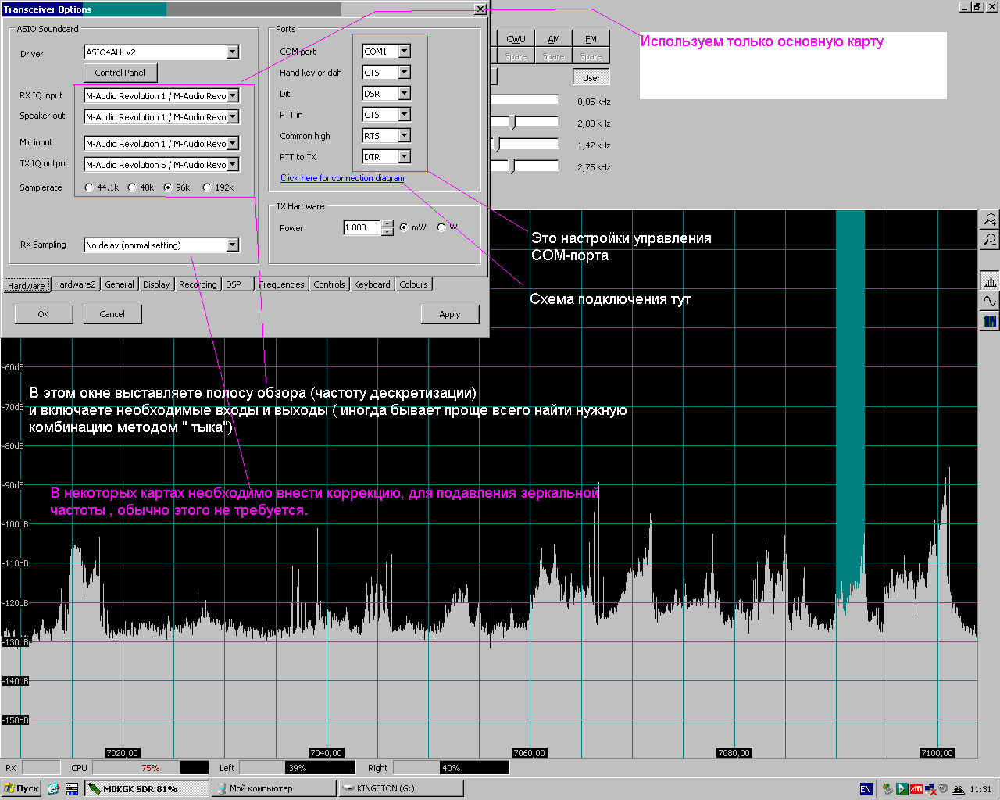 Transceiver Options
ASIO Soundcard
Driver
ASIO4ALL v2
Control Panel
RX IQ input
M-Audio Revolution 1 / M-Audio Revo
Speaker out
M-Audio Revolution 1 / M-Audio Revo
Mic input
M-Audio Revolution 1 / M-Audio Revo
TX IQ output
M-Audio Revolution 5 / M-Audio Revo
Samplerate
44.1k 48k 96k 192k
RX Sampling
No delay (normal setting)
Ports
COM port
COM1
Hand key or dah
CTS
Dit
DSR
PTT in
CTS
Common high
RTS
PTT to TX
DTR
Click here for connection diagram
TX Hardware
Power
1 000
mW W
Hardware Hardware2 General Display Recording DSP Frequencies Controls Keyboard Colours
OK Cancel Apply
CWU AM FM
Spare Spare Spare
User
0,05 kHz
2,80 kHz
1,42 kHz
2,75 kHz
Используем только основную карту
Это настройки управления
COM-порта
Схема подключения тут
-60dB
В этом окне выставляете полосу обзора (частоту дескретизации)
-70dB
и включаете необходимые входы и выходы ( иногда бывает проще всего найти нужную
комбинацию методом " тыка")
-80dB
-90dB
В некоторых картах необходимо внести коррекцию, для подавления зеркальной
частоты , обычно этого не требуется.
-100dB
-110dB
-120dB
-130dB
-140dB
-150dB
7020,00 7040,00 7060,00 7080,00 7100,00
RX CPU 75% Left 39% Right 40%
Пуск M0KGK SDR 81% Мой компьютер KINGSTON (G:) EN ATI 11:31